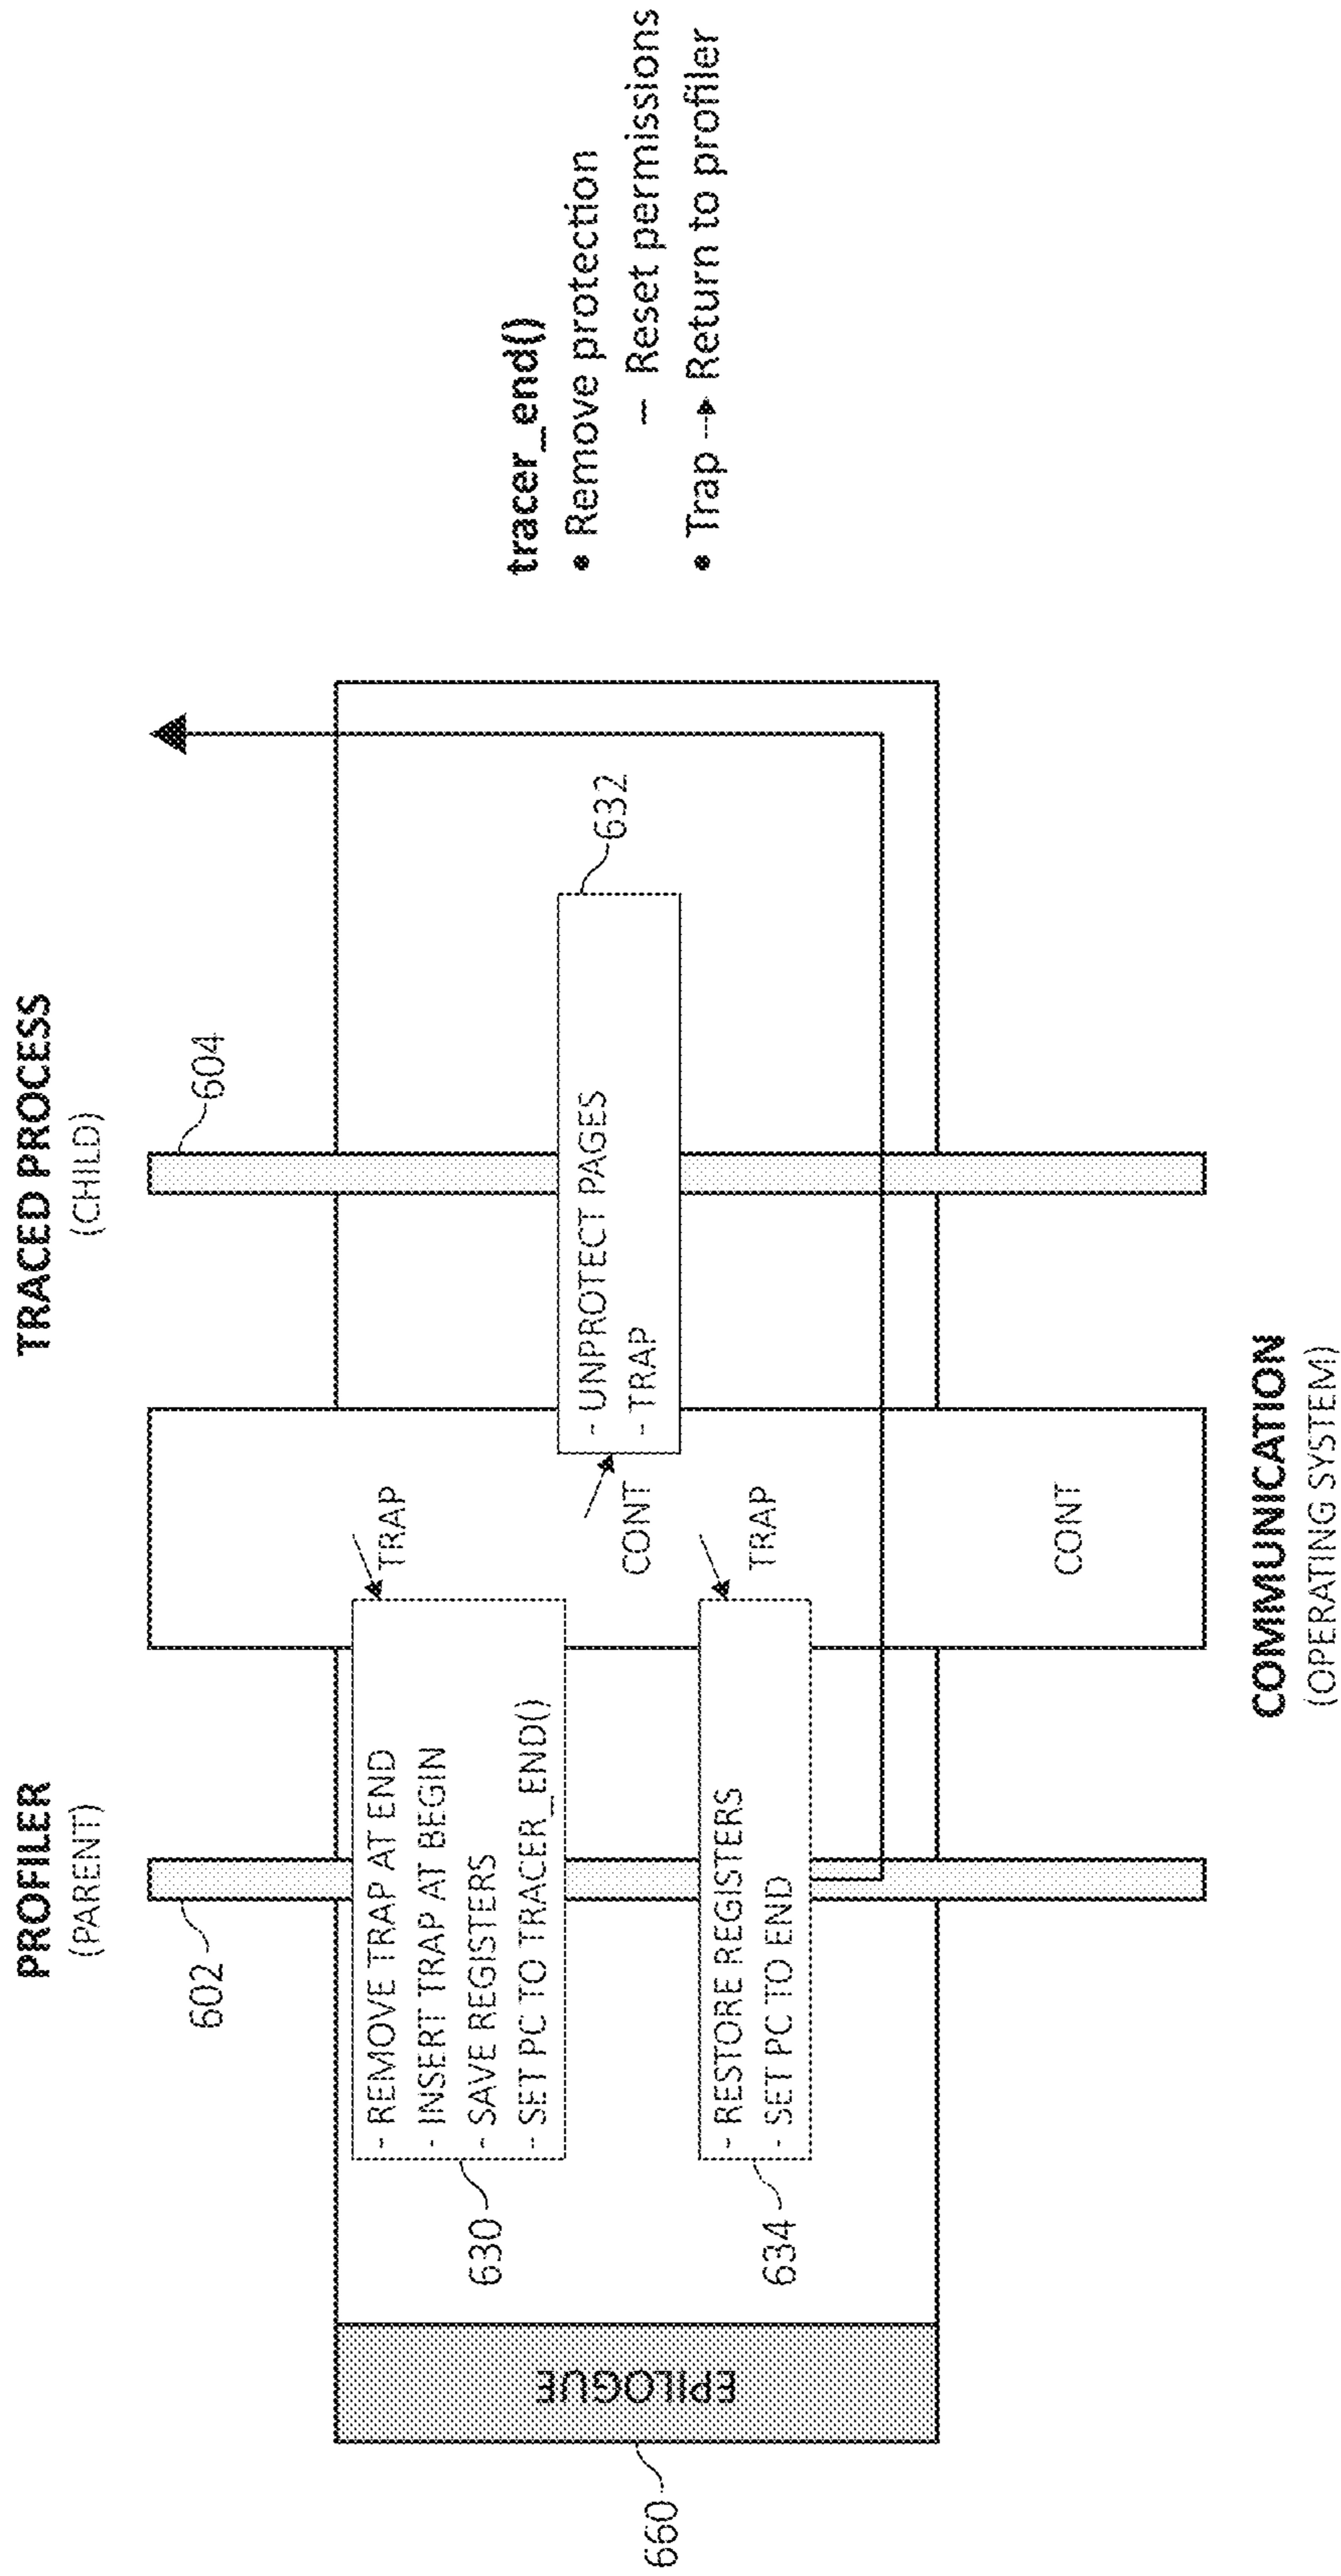 PROFILER
(PARENT)
TRACED PROCESS
(CHILD)
602
604
- REMOVE TRAP AT END
- INSERT TRAP AT BEGIN
- SAVE REGISTERS
- SET PC TO TRACER_END()
630
TRAP
- UNPROTECT PAGES
- TRAP
632
CONT
- RESTORE REGISTERS
- SET PC TO END
634
TRAP
CONT
EPILOGUE
660
COMMUNICATION
(OPERATING SYSTEM)
tracer_end()
• Remove protection
– Reset permissions
• Trap → Return to profiler